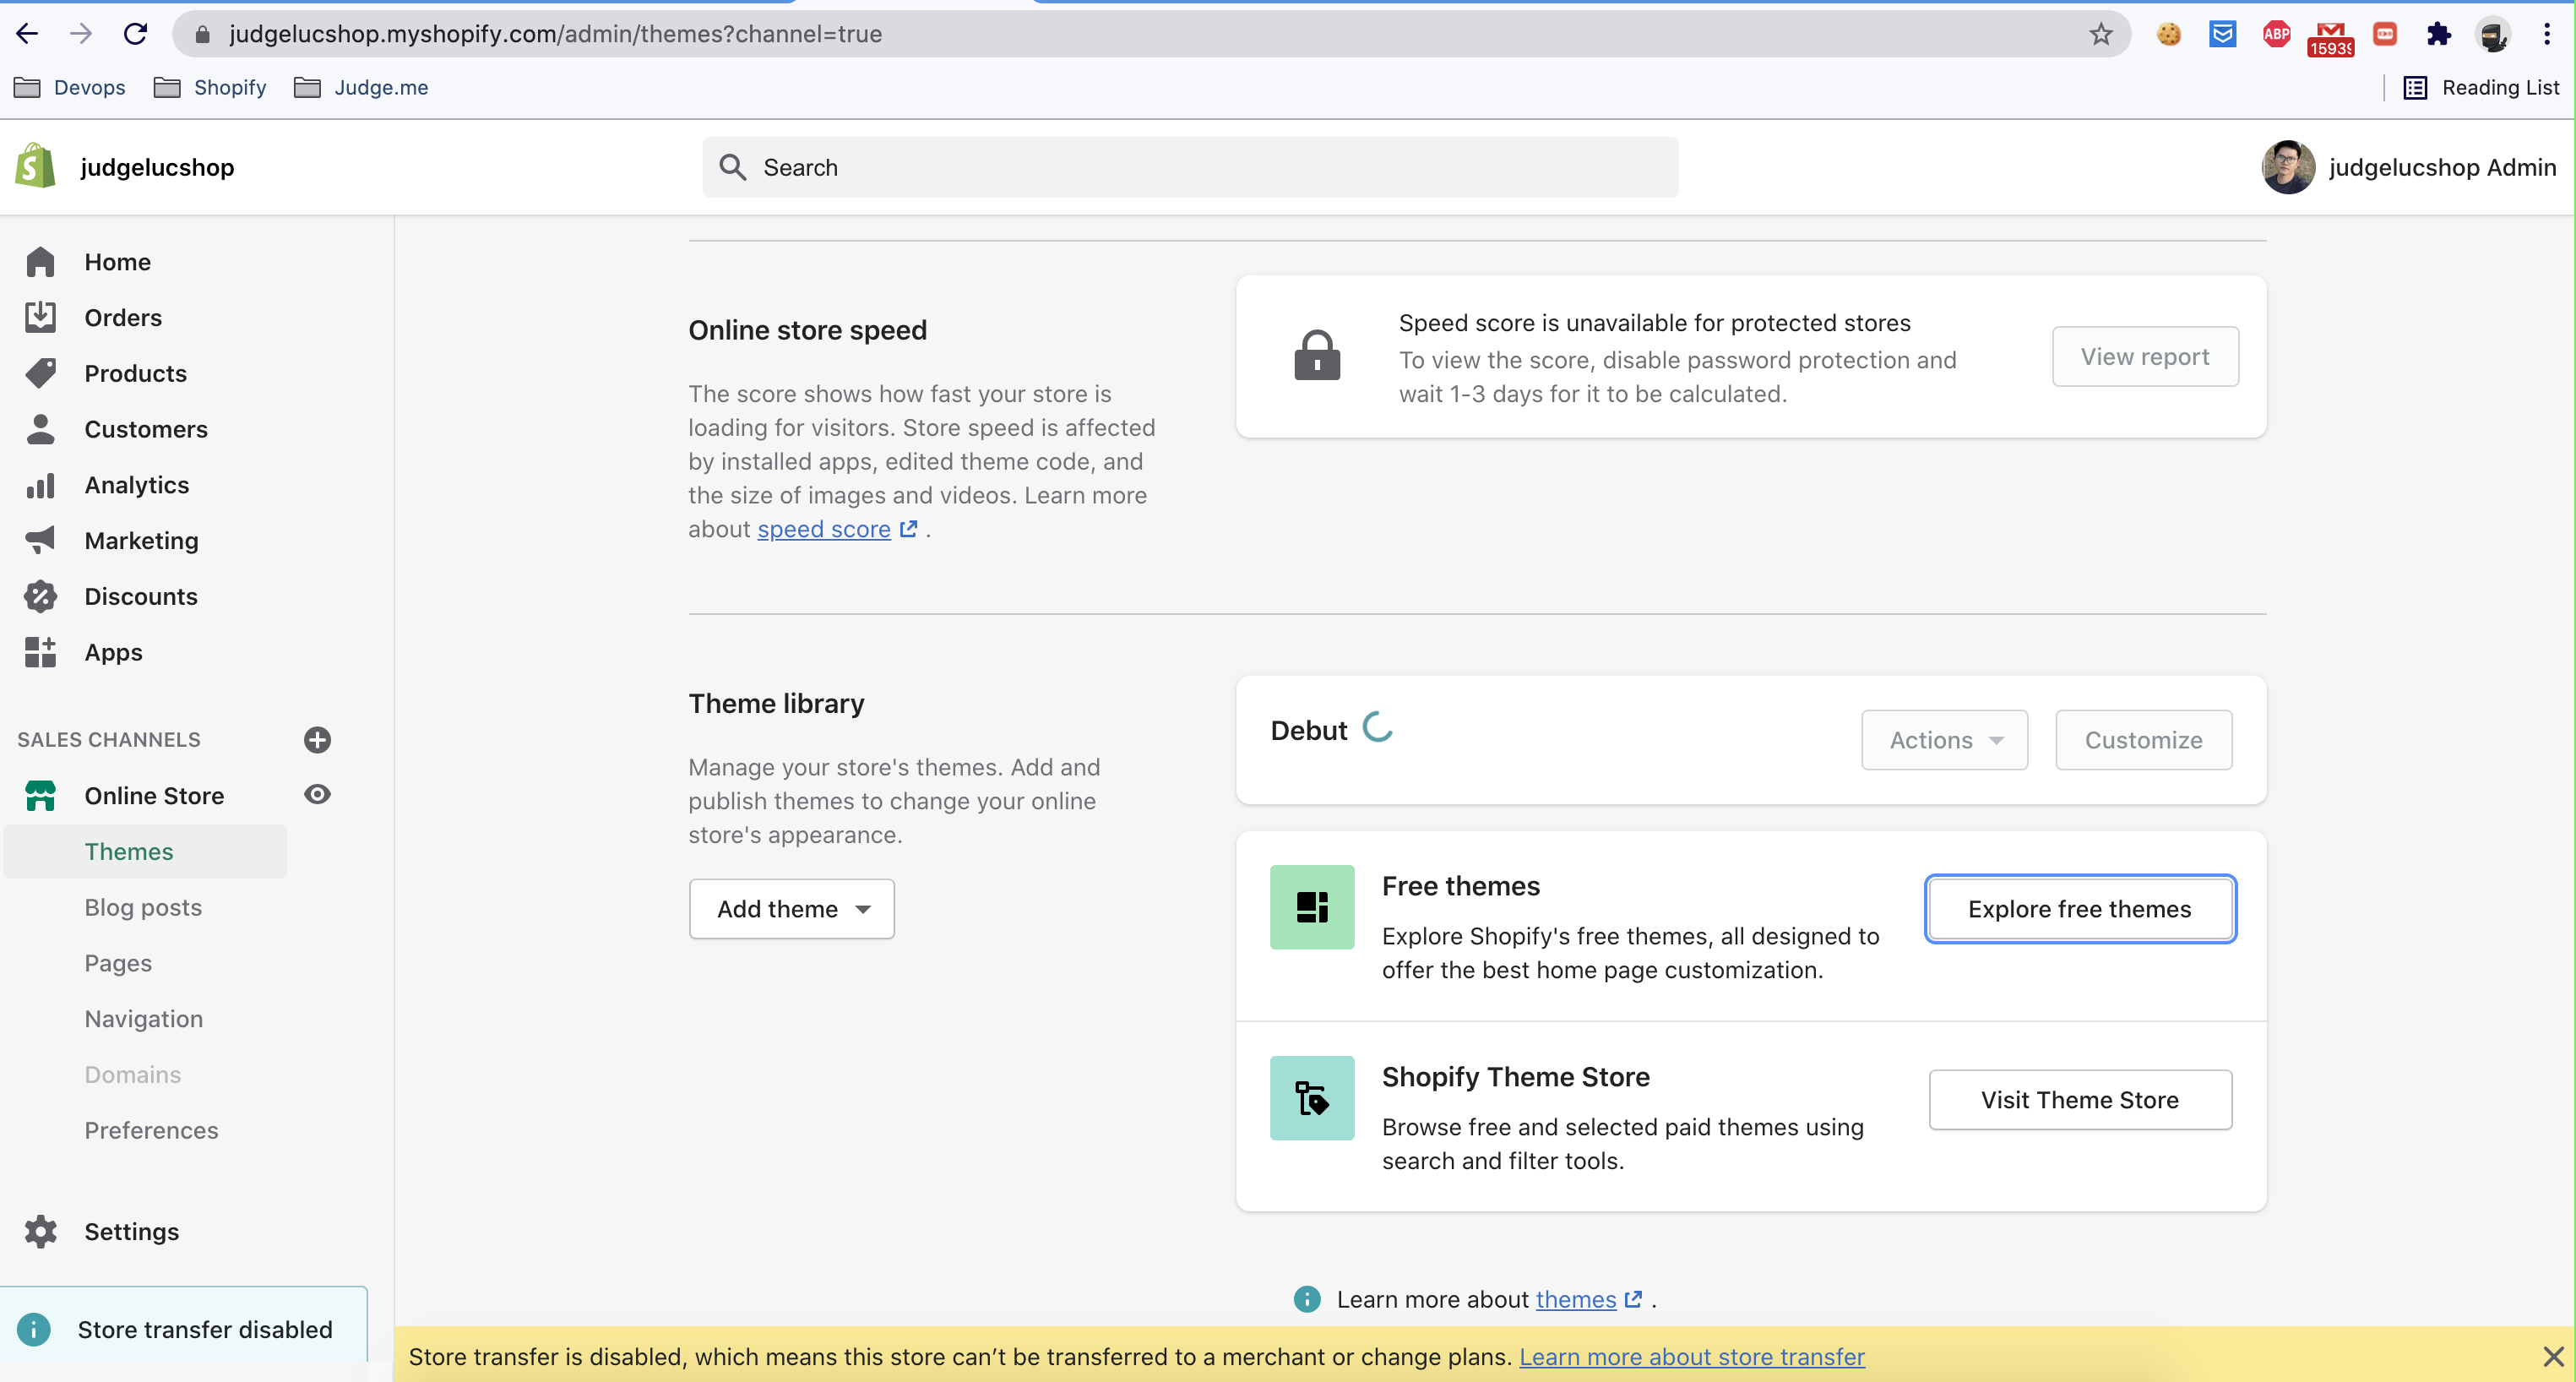 judgelucshop.myshopify.com/admin/themes?channel=true
ABP
15939
Devops
Shopify
Judge.me
Reading List
judgelucshop
Search
judgelucshop Admin
Home
Orders
Products
Customers
Analytics
Marketing
Discounts
Apps
SALES CHANNELS
Online Store
Themes
Blog posts
Pages
Navigation
Domains
Preferences
Settings
Store transfer disabled
Online store speed
The score shows how fast your store is
loading for visitors. Store speed is affected
by installed apps, edited theme code, and
the size of images and videos. Learn more
about speed score .
Speed score is unavailable for protected stores
To view the score, disable password protection and
wait 1-3 days for it to be calculated.
View report
Theme library
Manage your store's themes. Add and
publish themes to change your online
store's appearance.
Add theme
Debut
Actions
Customize
Free themes
Explore Shopify's free themes, all designed to
offer the best home page customization.
Explore free themes
Shopify Theme Store
Browse free and selected paid themes using
search and filter tools.
Visit Theme Store
Learn more about themes .
Store transfer is disabled, which means this store can’t be transferred to a merchant or change plans. Learn more about store transfer